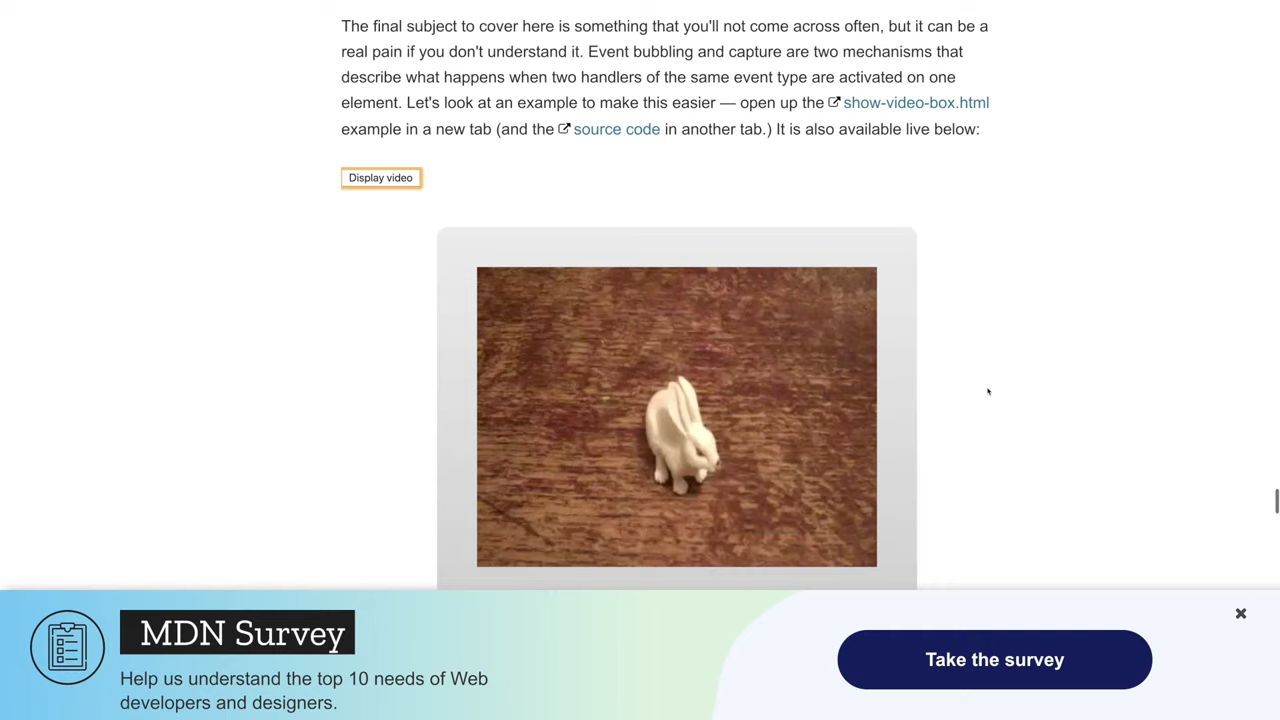 The final subject to cover here is something that you'll not come across often, but it can be a
real pain if you don't understand it. Event bubbling and capture are two mechanisms that
describe what happens when two handlers of the same event type are activated on one
element. Let's look at an example to make this easier — open up the show-video-box.html
example in a new tab (and the source code in another tab.) It is also available live below:
Display video
MDN Survey
Help us understand the top 10 needs of Web
developers and designers.
Take the survey